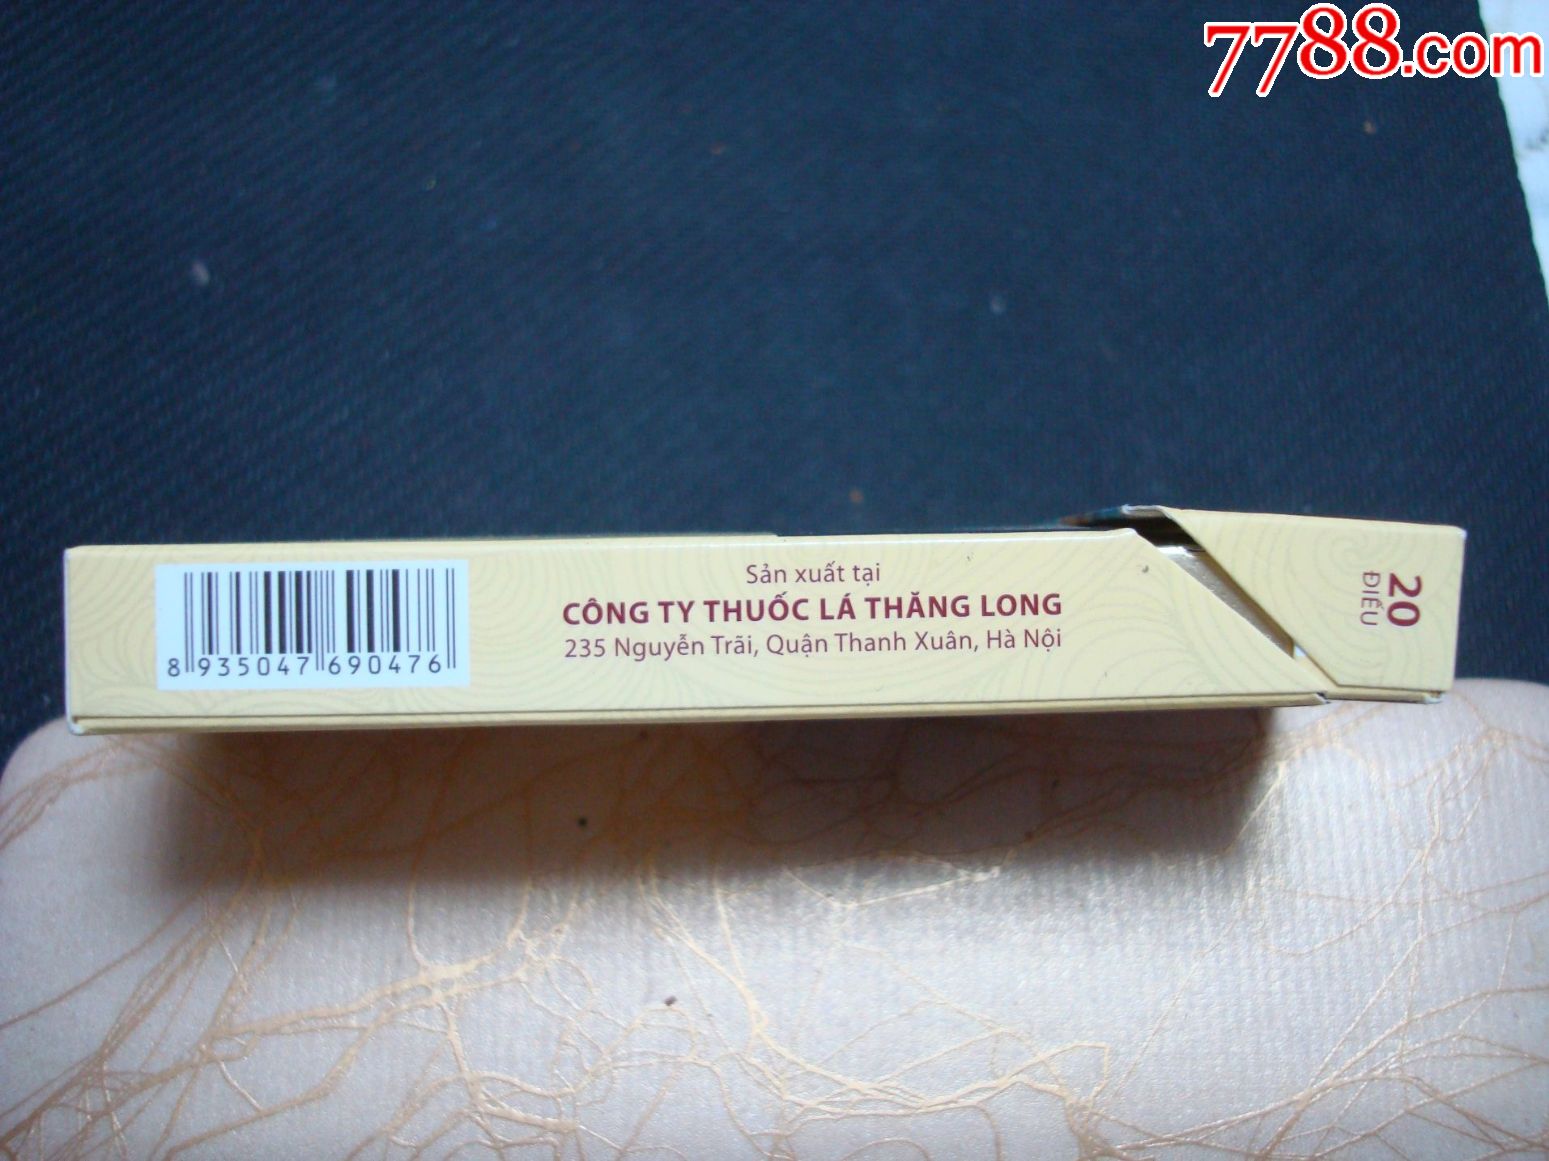 7788.com
Sản xuất tại
CÔNG TY THUỐC LÁ THĂNG LONG
235 Nguyễn Trãi, Quận Thanh Xuân, Hà Nội
8 935047 690476
20
ĐIẾU